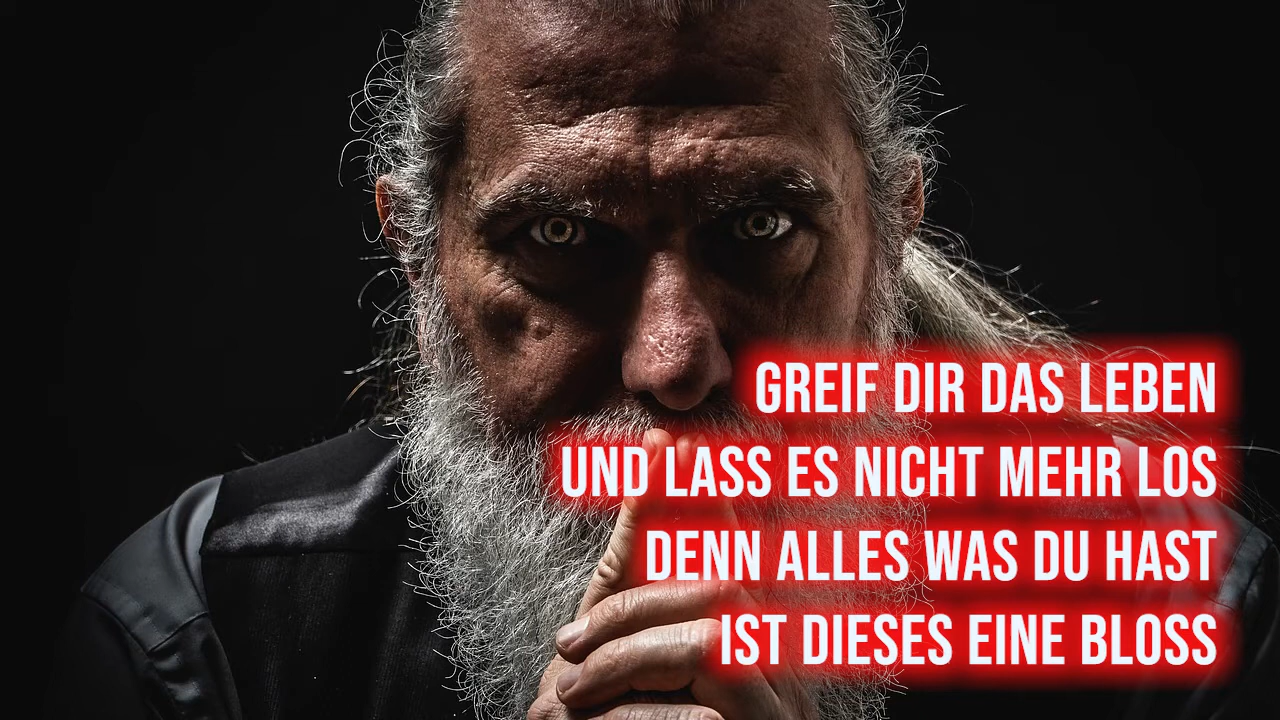 GREIF DIR DAS LEBEN
UND LASS ES NICHT MEHR LOS
DENN ALLES WAS DU HAST
IST DIESES EINE BLOSS